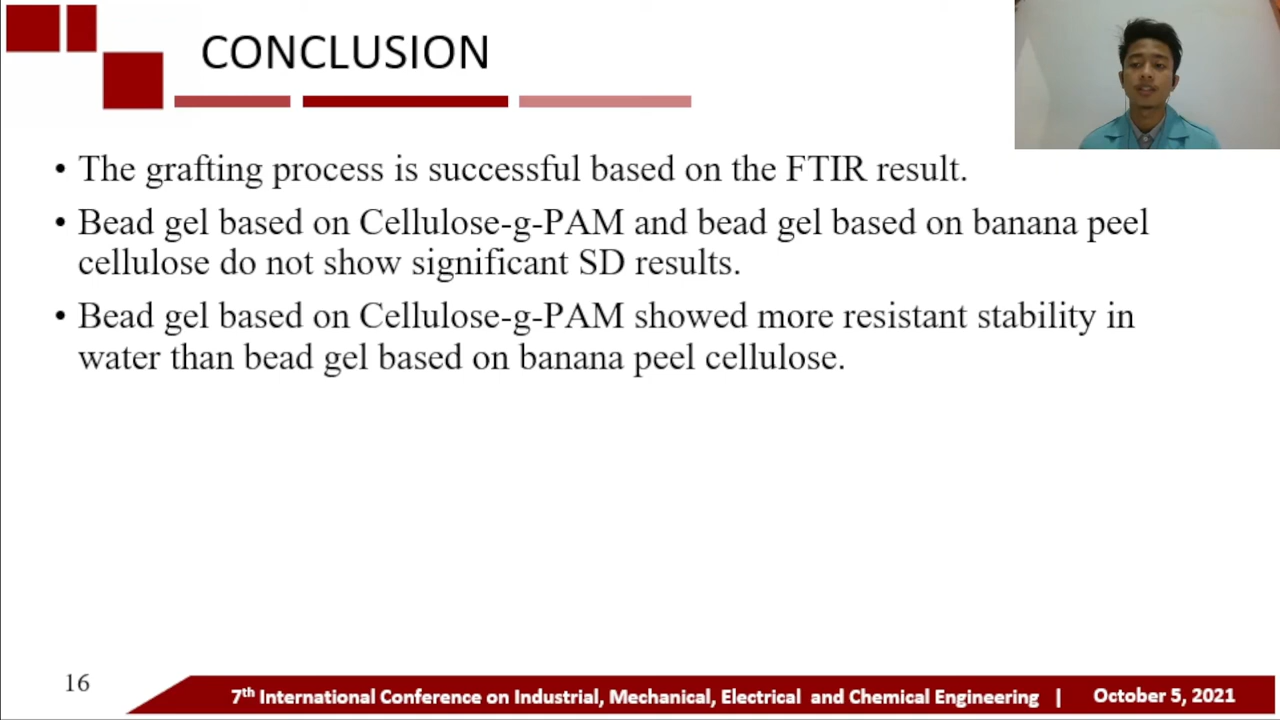 CONCLUSION
• The grafting process is successful based on the FTIR result.
• Bead gel based on Cellulose-g-PAM and bead gel based on banana peel
cellulose do not show significant SD results.
• Bead gel based on Cellulose-g-PAM showed more resistant stability in
water than bead gel based on banana peel cellulose.
16
7th International Conference on Industrial, Mechanical, Electrical and Chemical Engineering | October 5, 2021